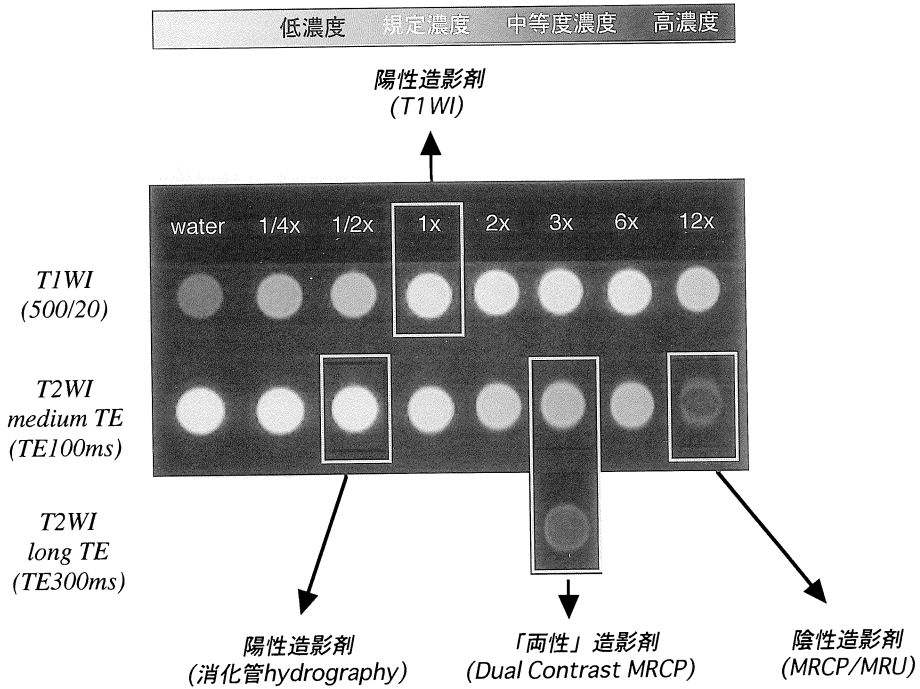 低濃度 規定濃度 中等度濃度 高濃度
陽性造影剤
(T1WI)
water 1/4x 1/2x 1x 2x 3x 6x 12x
T1WI
(500/20)
T2WI
medium TE
(TE100ms)
T2WI
long TE
(TE300ms)
陽性造影剤
(消化管hydrography)
「両性」造影剤
(Dual Contrast MRCP)
陰性造影剤
(MRCP/MRU)